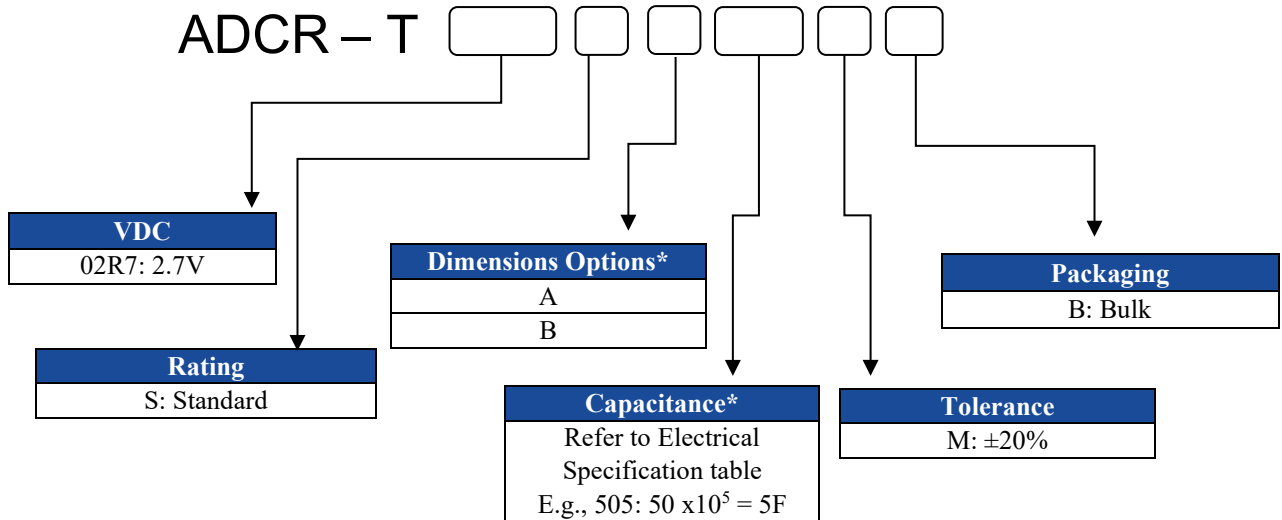 ADCR – T
VDC
02R7: 2.7V
Rating
S: Standard
Dimensions Options*
A
B
Capacitance*
Refer to Electrical
Specification table
E.g., 505: 50 x10⁵ = 5F
Tolerance
M: ±20%
Packaging
B: Bulk